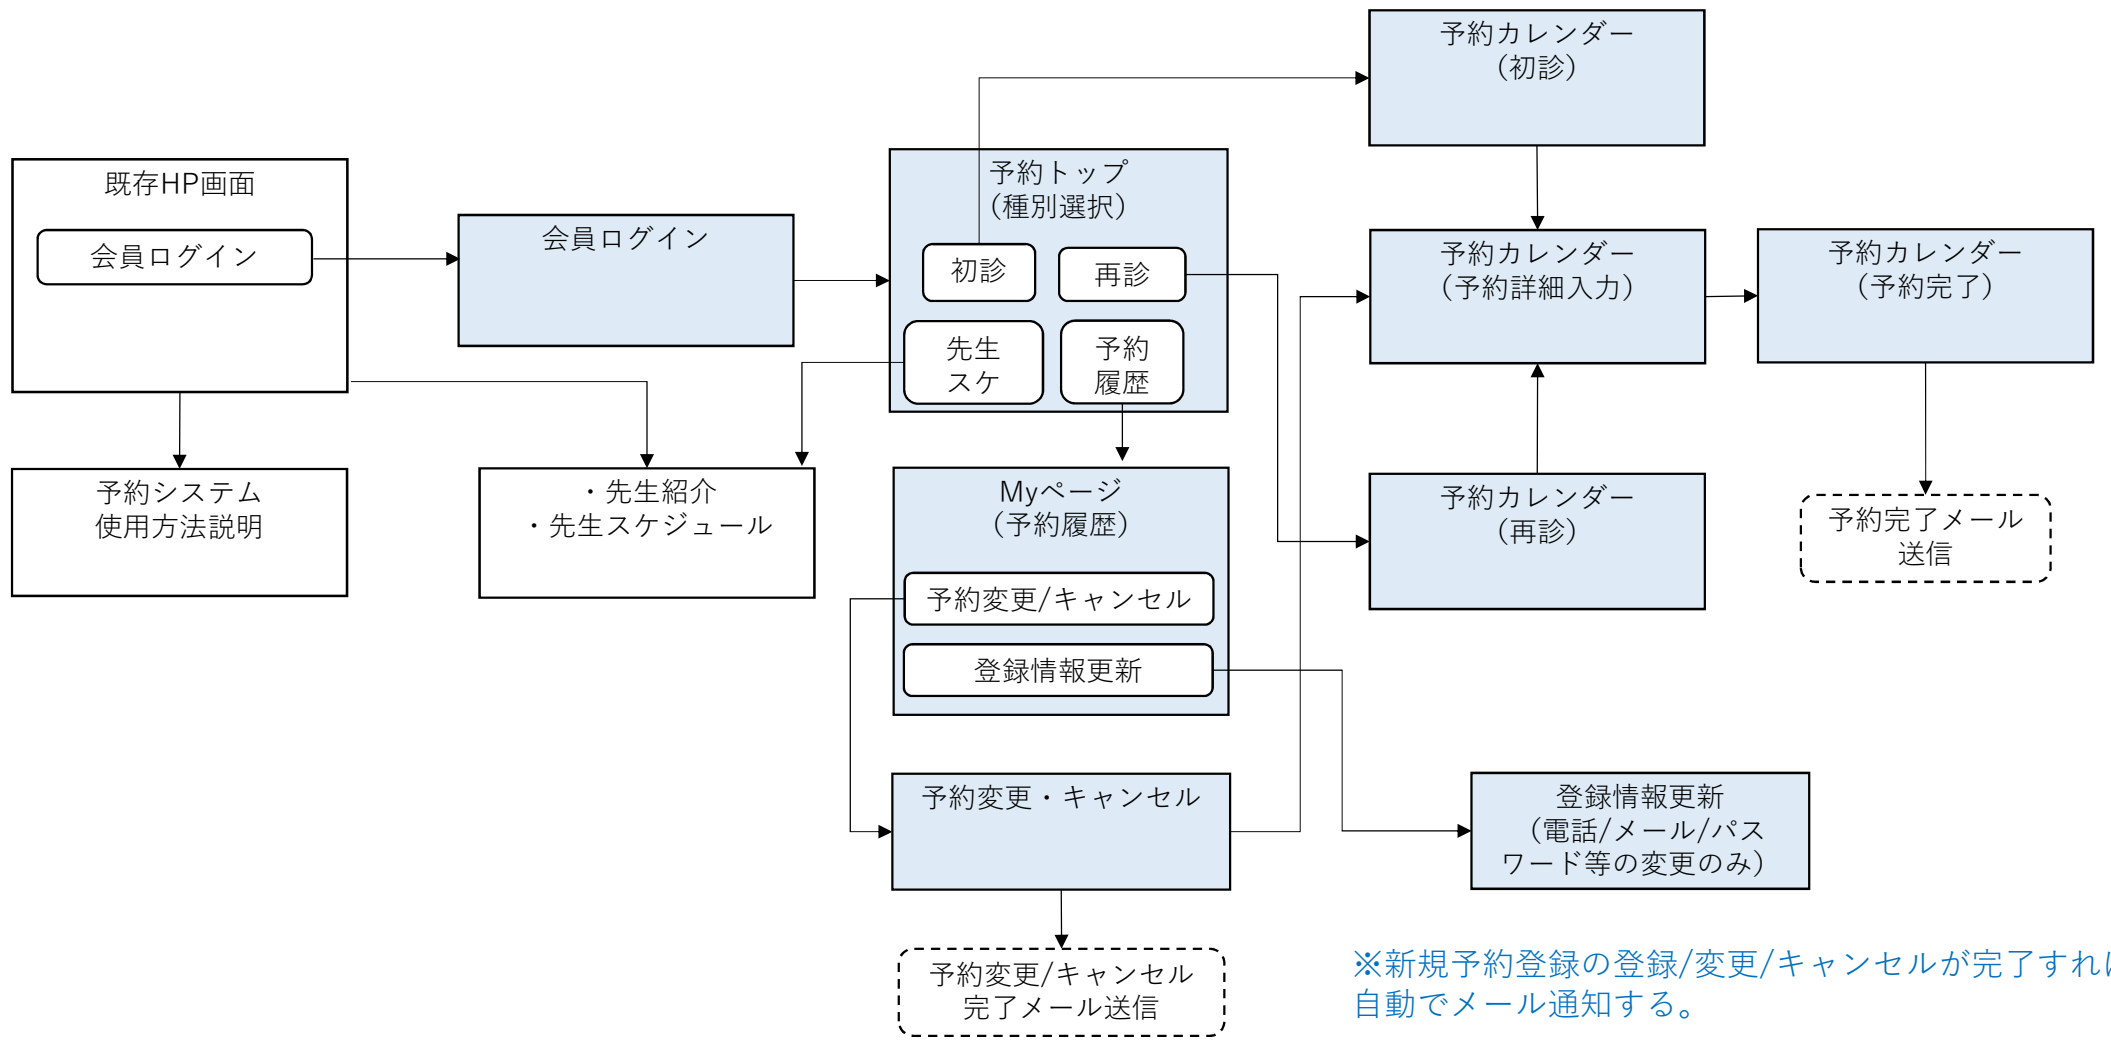 予約カレンダー
（初診）
既存HP画面
会員ログイン
会員ログイン
予約トップ
（種別選択）
初診
再診
先生
スケ
予約
履歴
予約カレンダー
（予約詳細入力）
予約カレンダー
（予約完了）
予約システム
使用方法説明
・先生紹介
・先生スケジュール
Myページ
（予約履歴）
予約変更/キャンセル
登録情報更新
予約カレンダー
（再診）
予約完了メール
送信
予約変更・キャンセル
登録情報更新
（電話/メール/パス
ワード等の変更のみ）
予約変更/キャンセル
完了メール送信
※新規予約登録の登録/変更/キャンセルが完了すれ
自動でメール通知する。